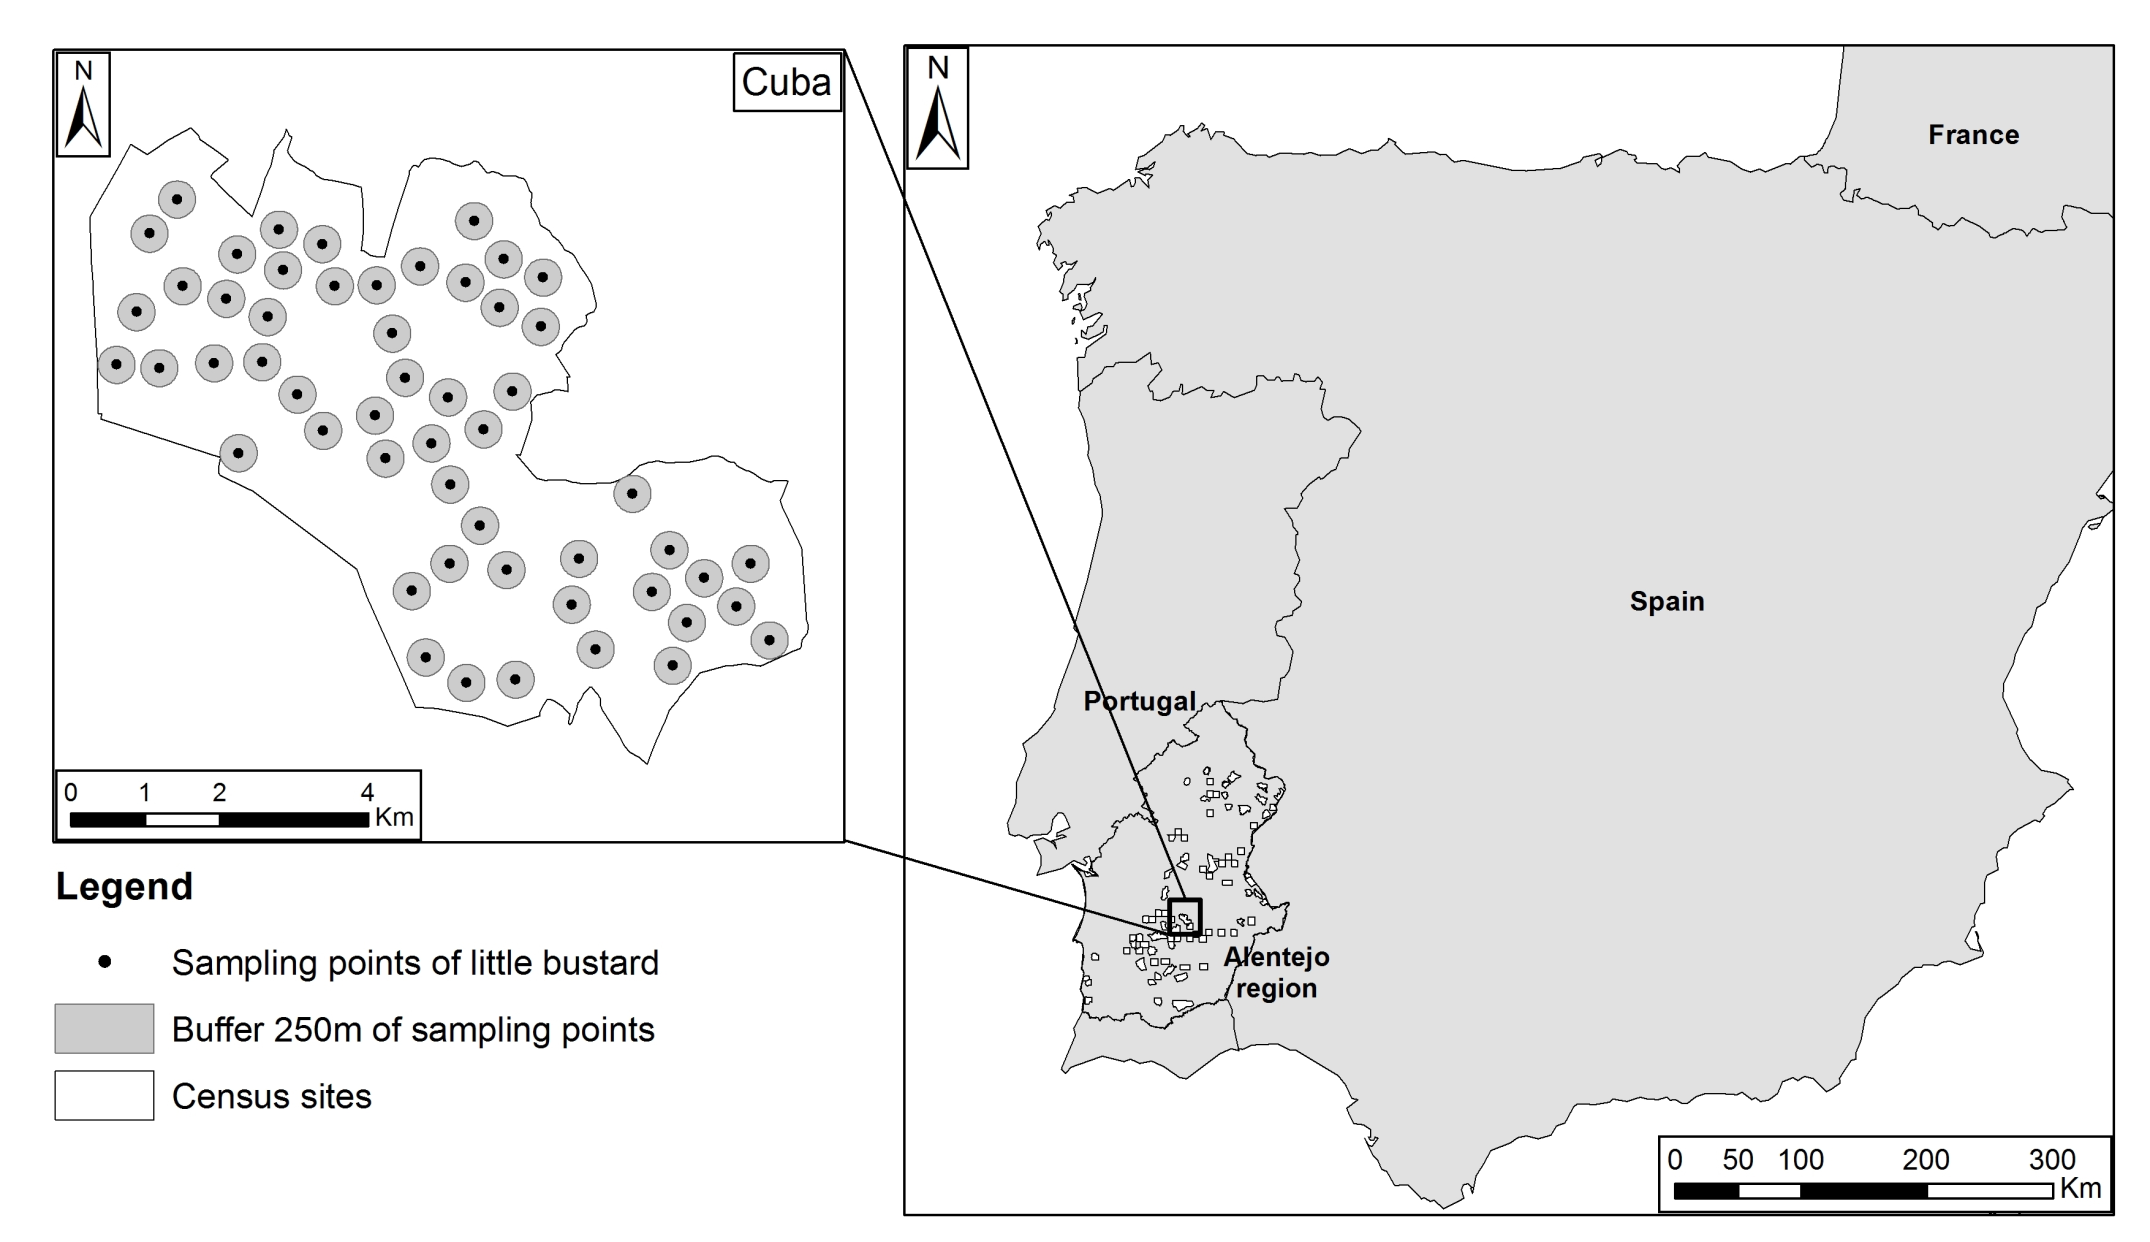 N
Cuba
0 1 2 4
Km
Legend
Sampling points of little bustard
Buffer 250m of sampling points
Census sites
N
France
Spain
Portugal
Alentejo
region
0 50 100 200 300
Km